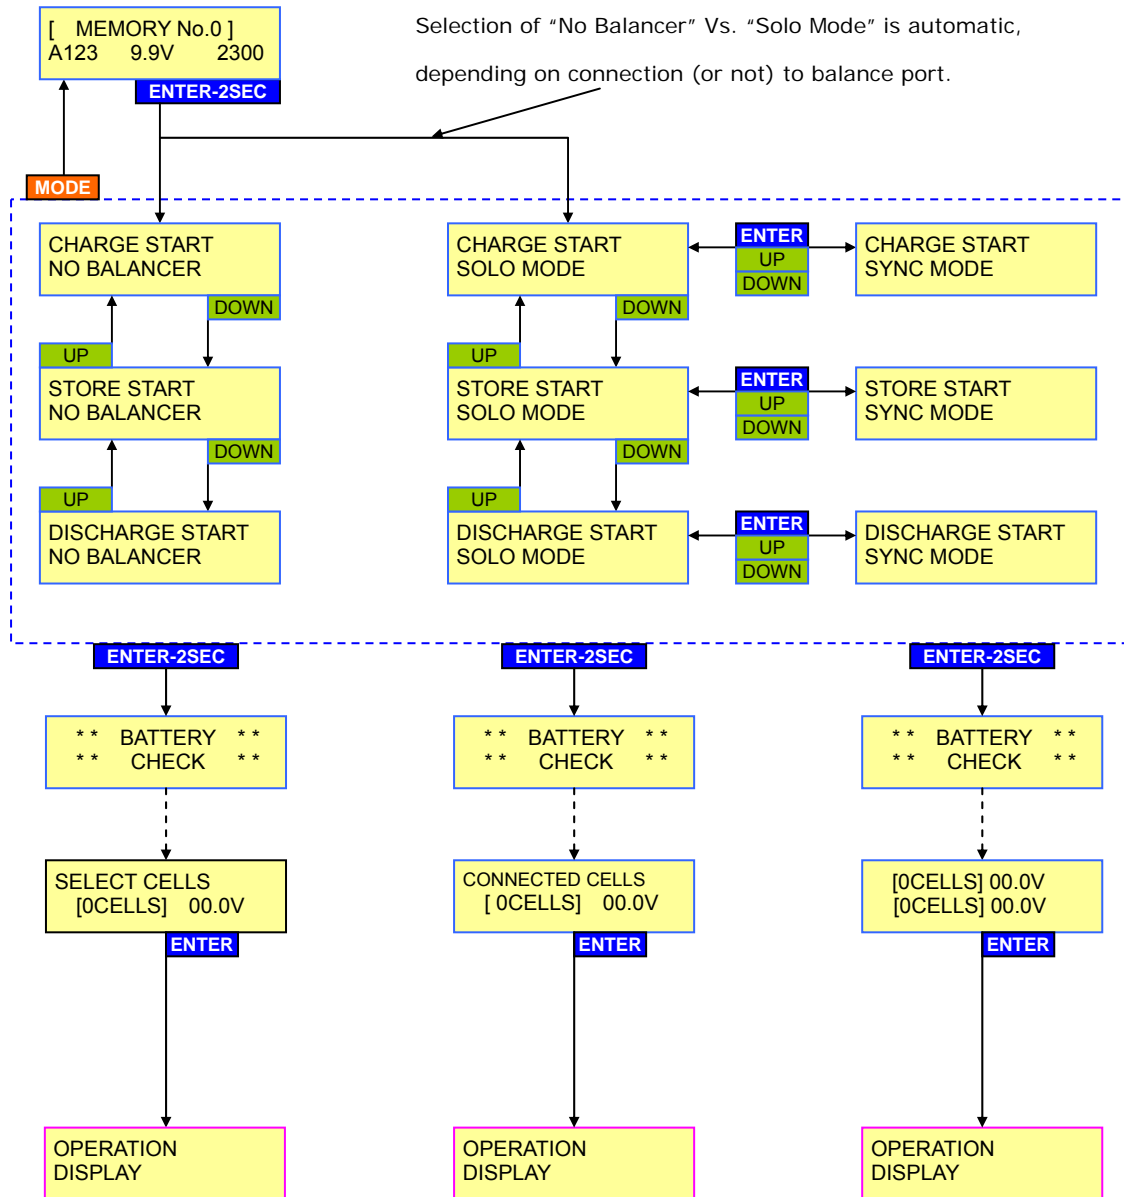 [ MEMORY No.0 ]
A123 9.9V 2300
ENTER-2SEC
Selection of “No Balancer” Vs. “Solo Mode” is automatic,
depending on connection (or not) to balance port.
MODE
CHARGE START
NO BALANCER
DOWN
UP
STORE START
NO BALANCER
DOWN
UP
DISCHARGE START
NO BALANCER
CHARGE START
SOLO MODE
DOWN
UP
STORE START
SOLO MODE
DOWN
UP
DISCHARGE START
SOLO MODE
ENTER
UP
DOWN
ENTER
UP
DOWN
ENTER
UP
DOWN
CHARGE START
SYNC MODE
STORE START
SYNC MODE
DISCHARGE START
SYNC MODE
ENTER-2SEC
** BATTERY **
** CHECK **
SELECT CELLS
[0CELLS] 00.0V
ENTER
OPERATION
DISPLAY
ENTER-2SEC
** BATTERY **
** CHECK **
CONNECTED CELLS
[ 0CELLS] 00.0V
ENTER
OPERATION
DISPLAY
ENTER-2SEC
** BATTERY **
** CHECK **
[0CELLS] 00.0V
[0CELLS] 00.0V
ENTER
OPERATION
DISPLAY